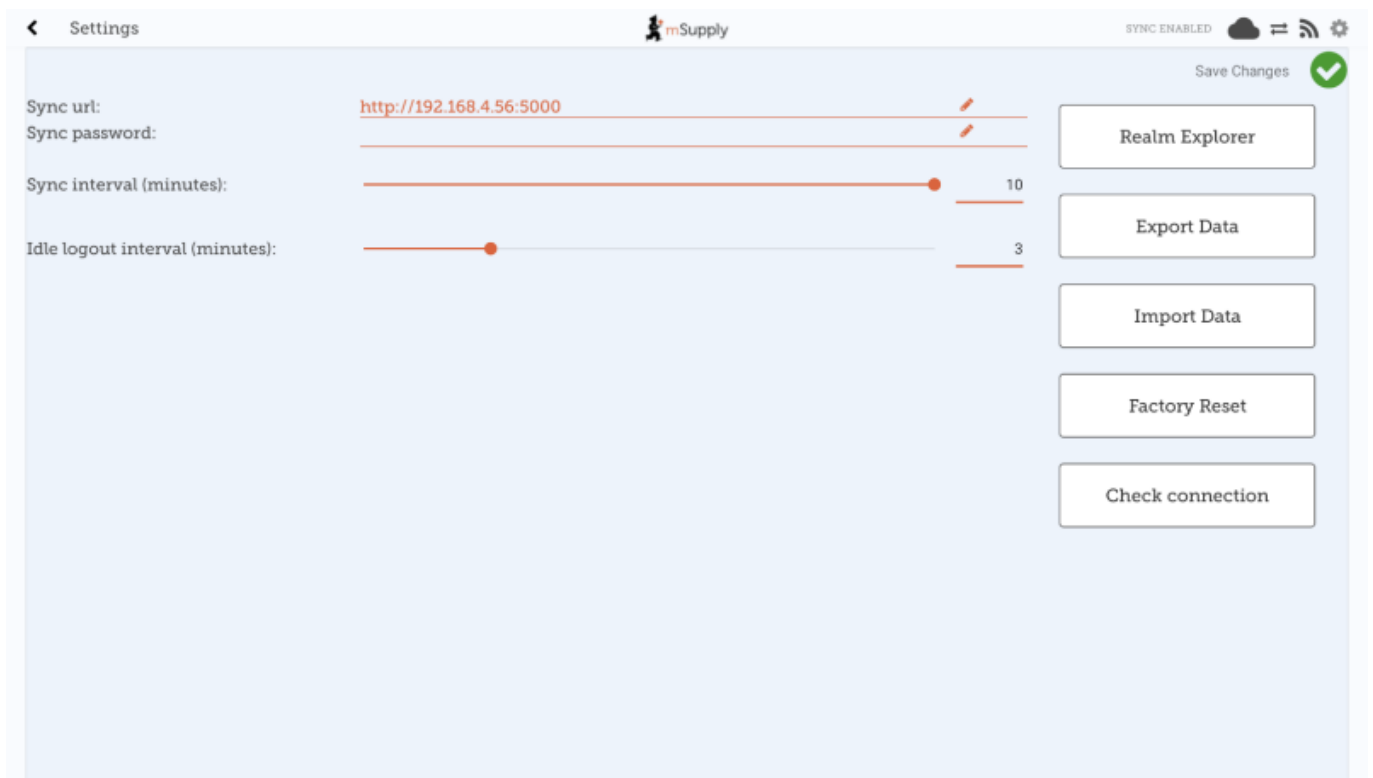 Settings
mSupply
SYNC ENABLED
Save Changes
Sync url:
http://192.168.4.56:5000
Sync password:
Sync interval (minutes):
10
Idle logout interval (minutes):
3
Realm Explorer
Export Data
Import Data
Factory Reset
Check connection